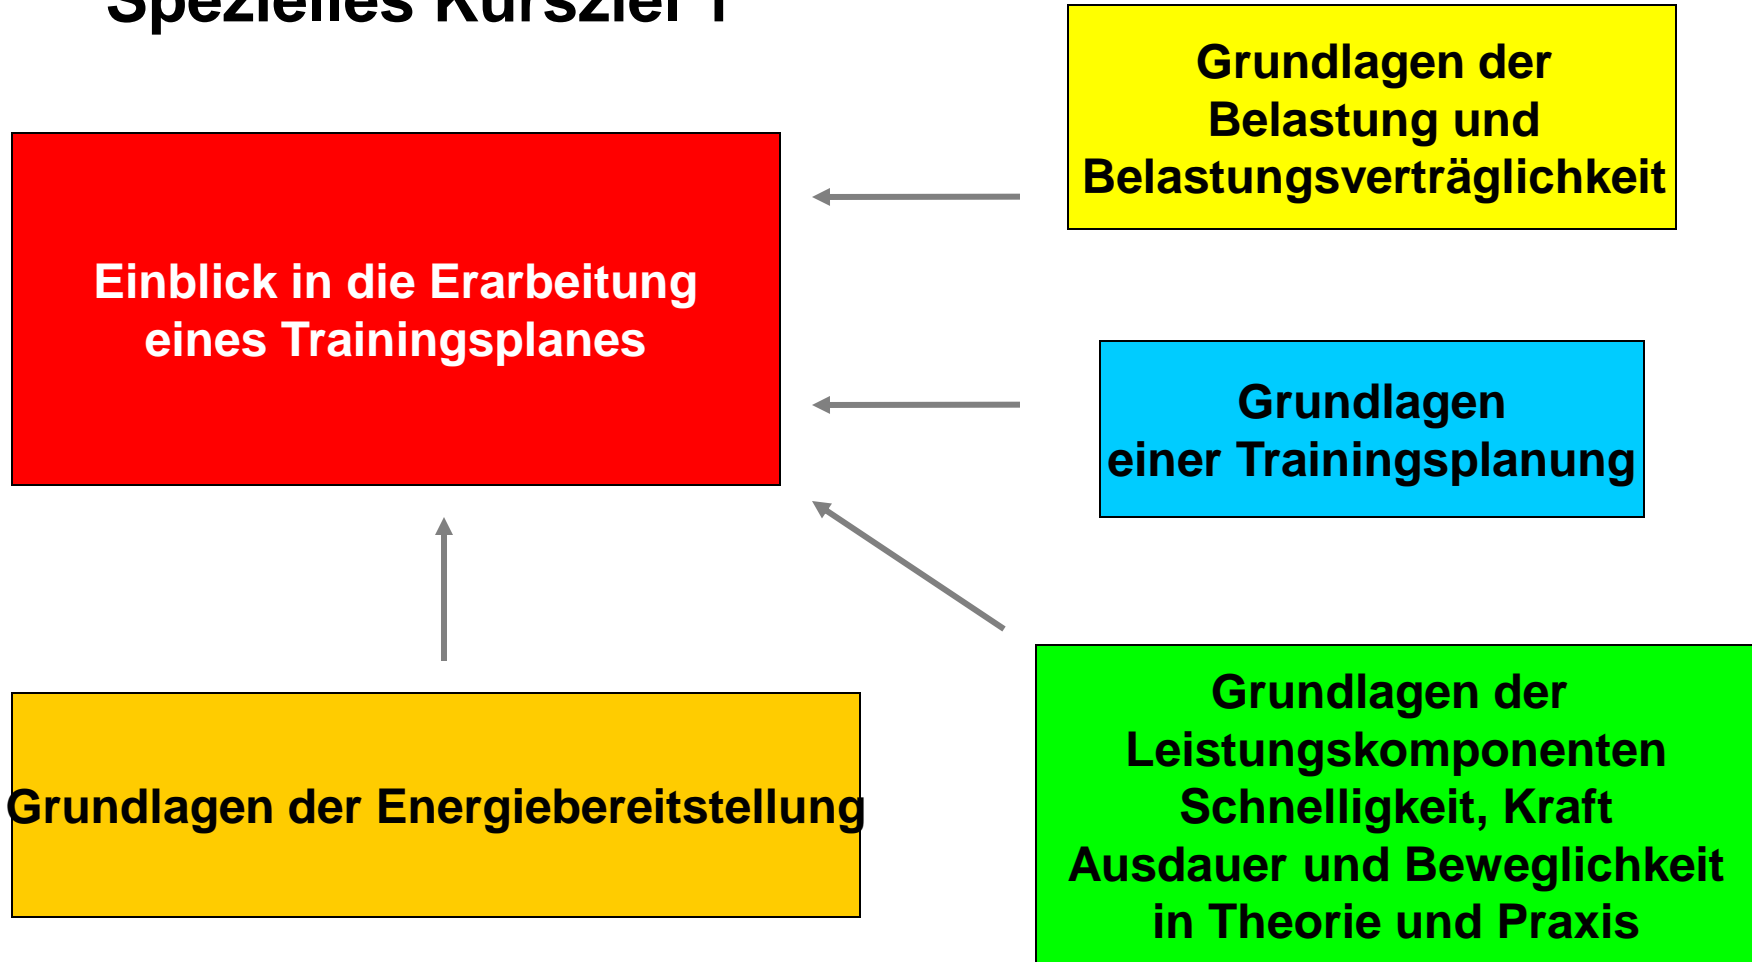 Spezielles Kursziel 1
Grundlagen der
Belastung und
Belastungsverträglichkeit
Einblick in die Erarbeitung
eines Trainingsplanes
Grundlagen
einer Trainingsplanung
Grundlagen der
Leistungskomponenten
Schnelligkeit, Kraft
Ausdauer und Beweglichkeit
in Theorie und Praxis
Grundlagen der Energiebereitstellung